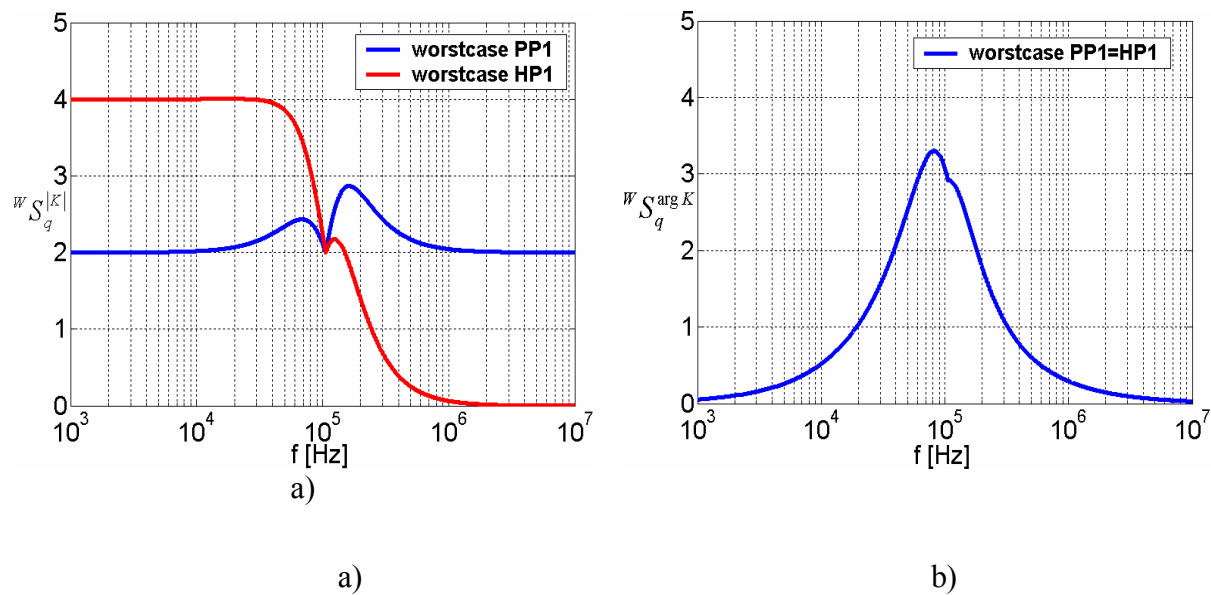 5
4
3
2
1
0
worstcase PP1
worstcase HP1
W S_q^{|K|}
10^3 10^4 10^5 10^6 10^7
f [Hz]
a)
5
4
3
2
1
0
worstcase PP1=HP1
W S_q^{arg K}
10^3 10^4 10^5 10^6 10^7
f [Hz]
a)
b)